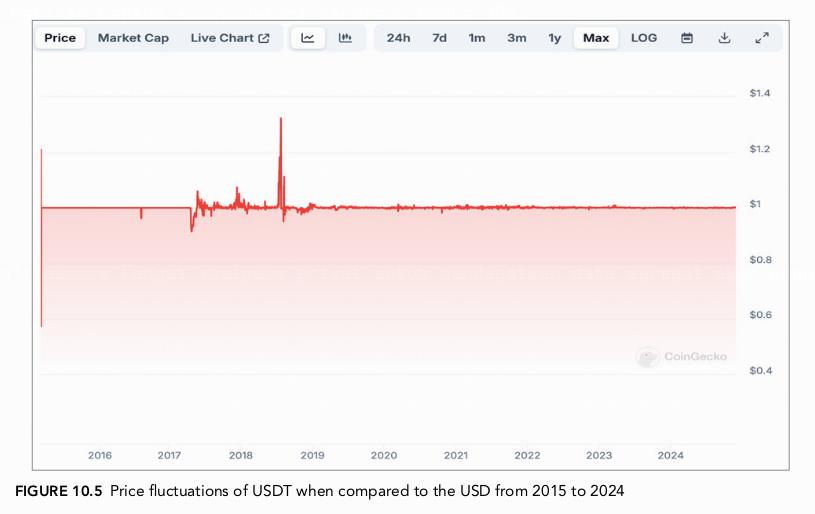 Price Market Cap Live Chart 24h 7d 1m 3m 1y Max LOG
$1.4
$1.2
$1
$0.8
$0.6
CoinGecko
$0.4
2016 2017 2018 2019 2020 2021 2022 2023 2024
FIGURE 10.5 Price fluctuations of USDT when compared to the USD from 2015 to 2024